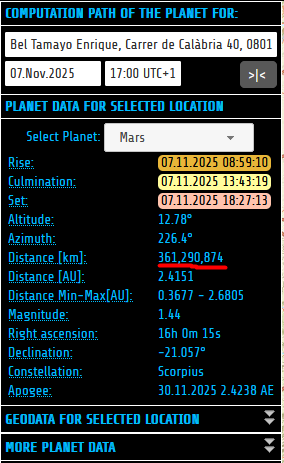 COMPUTATION PATH OF THE PLANET FOR:
Bel Tamayo Enrique, Carrer de Calàbria 40, 0801
07.Nov.2025 17:00 UTC+1 >|<
PLANET DATA FOR SELECTED LOCATION
Select Planet: Mars
Rise: 07.11.2025 08:59:10
Culmination: 07.11.2025 13:43:19
Set: 07.11.2025 18:27:13
Altitude: 12.78°
Azimuth: 226.4°
Distance [km]: 361,290,874
Distance [AU]: 2.4151
Distance Min-Max[AU]: 0.3677 - 2.6805
Magnitude: 1.44
Right ascension: 16h 0m 15s
Declination: -21.057°
Constellation: Scorpius
Apogee: 30.11.2025 2.4238 AE
GEODATA FOR SELECTED LOCATION
MORE PLANET DATA